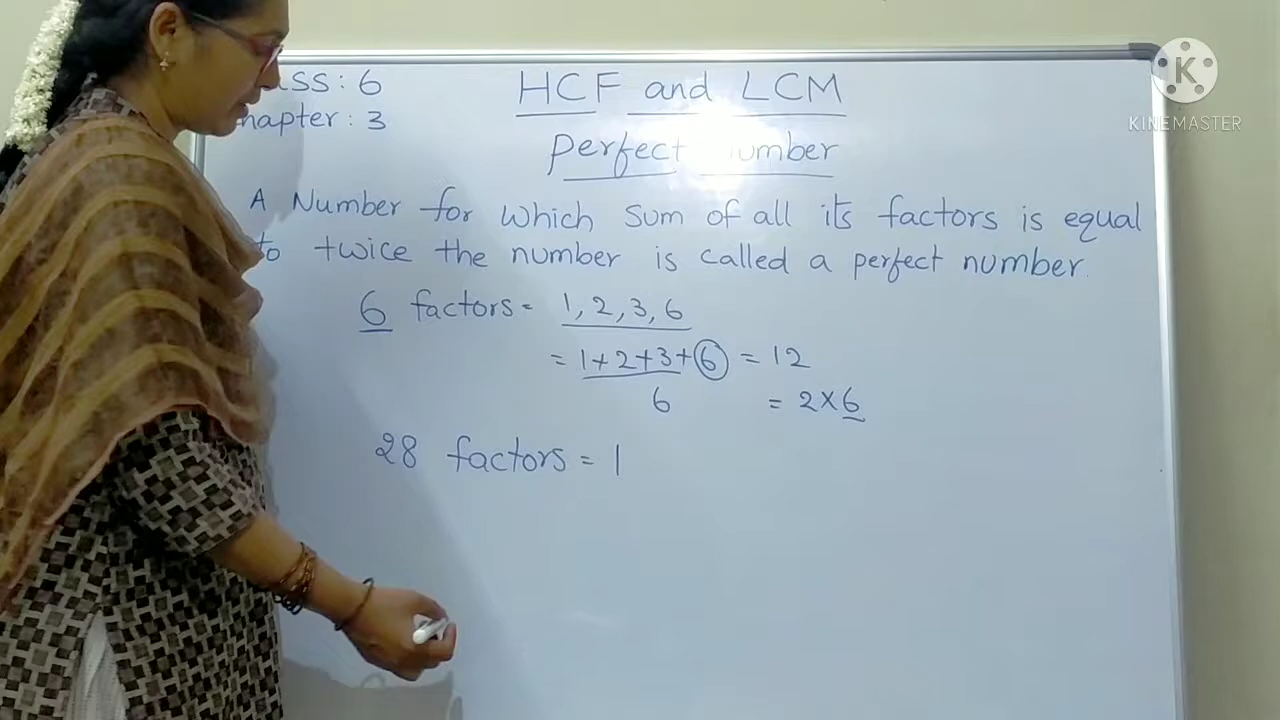 ass : 6
hapter : 3
HCF and LCM
Perfect umber
A Number for which sum of all its factors is equal
to twice the number is called a perfect number.
6 factors = 1, 2, 3, 6
= 1+2+3+6 = 12
6 = 2×6
28 factors = 1
K
KINEMASTER